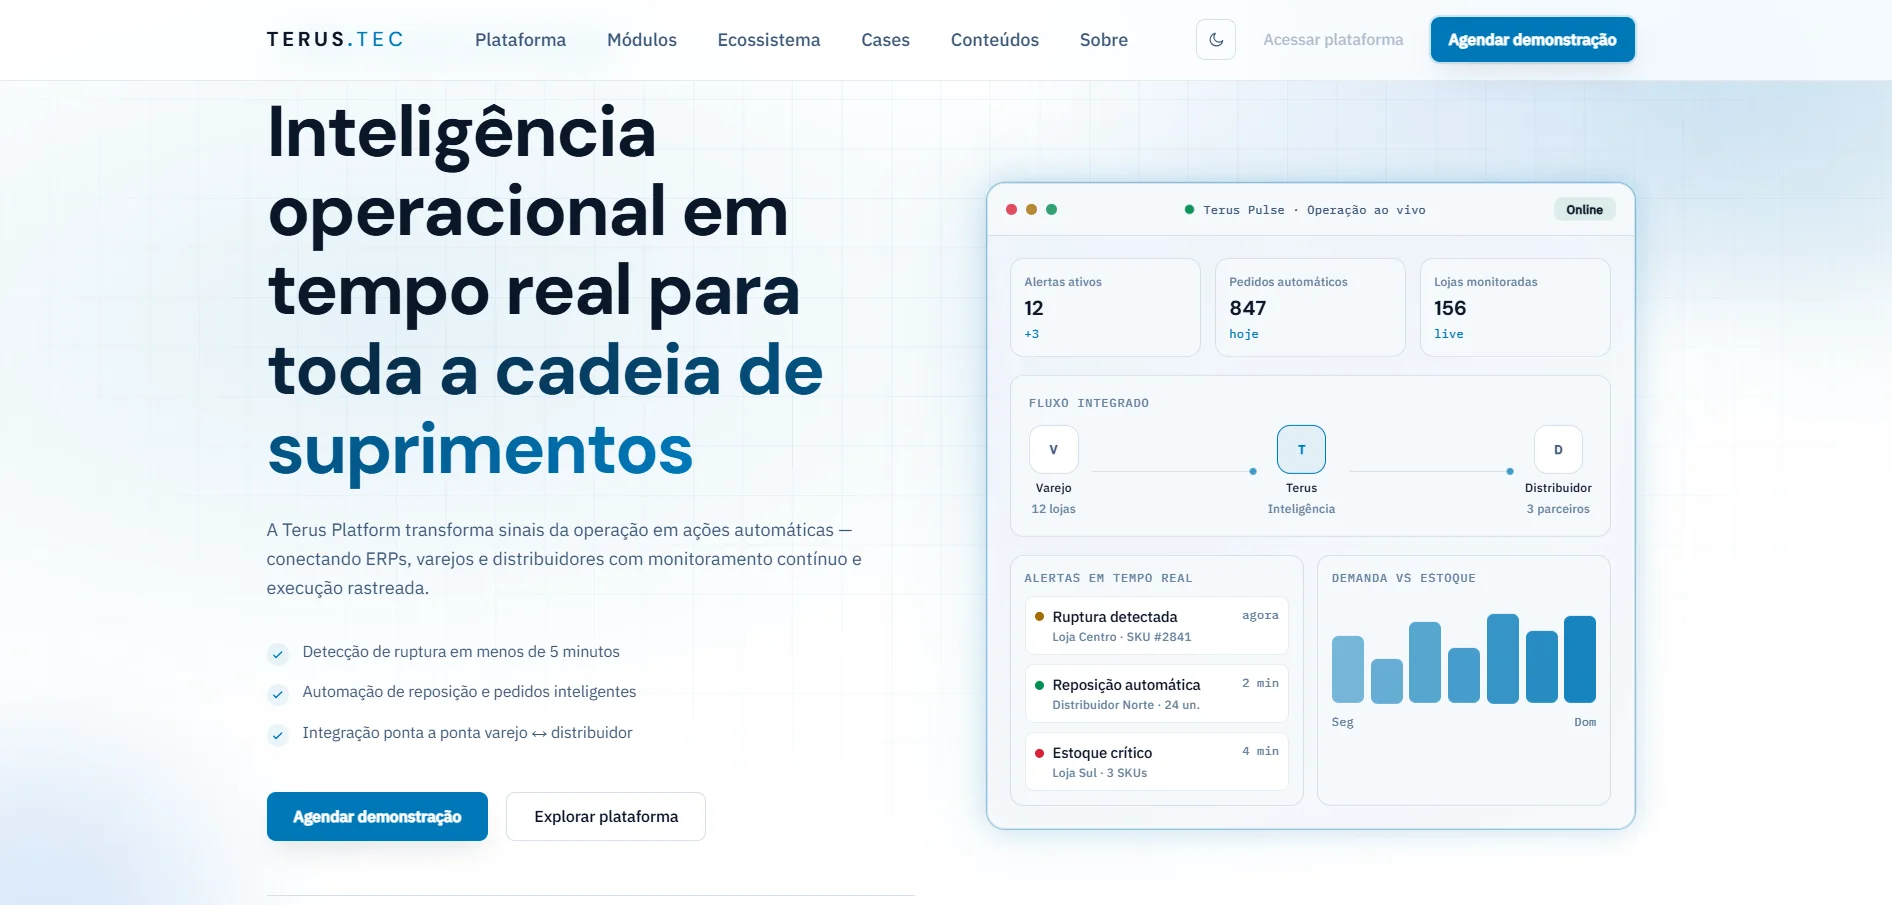 TERUS.TEC
Plataforma
Módulos
Ecossistema
Cases
Conteúdos
Sobre
Acessar plataforma
Agendar demonstração
Inteligência
operacional em
tempo real para
toda a cadeia de
suprimentos
A Terus Platform transforma sinais da operação em ações automáticas —
conectando ERPs, varejos e distribuidores com monitoramento contínuo e
execução rastreada.
Detecção de ruptura em menos de 5 minutos
Automação de reposição e pedidos inteligentes
Integração ponta a ponta varejo ↔ distribuidor
Agendar demonstração
Explorar plataforma
Terus Pulse · Operação ao vivo
Online
Alertas ativos
12
+3
Pedidos automáticos
847
hoje
Lojas monitoradas
156
live
FLUXO INTEGRADO
V
Varejo
12 lojas
T
Terus
Inteligência
D
Distribuidor
3 parceiros
ALERTAS EM TEMPO REAL
Ruptura detectada
agora
Loja Centro · SKU #2841
Reposição automática
2 min
Distribuidor Norte · 24 un.
Estoque crítico
4 min
Loja Sul · 3 SKUs
DEMANDA VS ESTOQUE
Seg
Dom